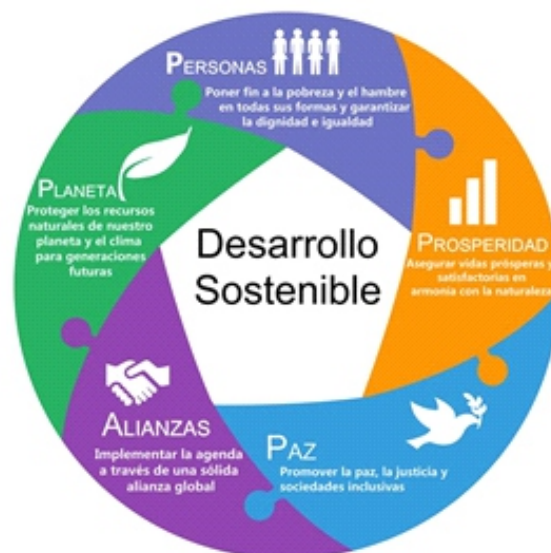 PERSONAS
Poner fin a la pobreza y el hambre
en todas sus formas y garantizar
la dignidad e igualdad
PLANETA
Proteger los recursos
naturales de nuestro
planeta y el clima
para generaciones
futuras
Desarrollo
Sostenible
PROSPERIDAD
Asegurar vidas prósperas y
satisfactorias en
armonía con la naturaleza
ALIANZAS
Implementar la agenda
a través de una sólida
alianza global
PAZ
Promover la paz, la justicia y
sociedades inclusivas